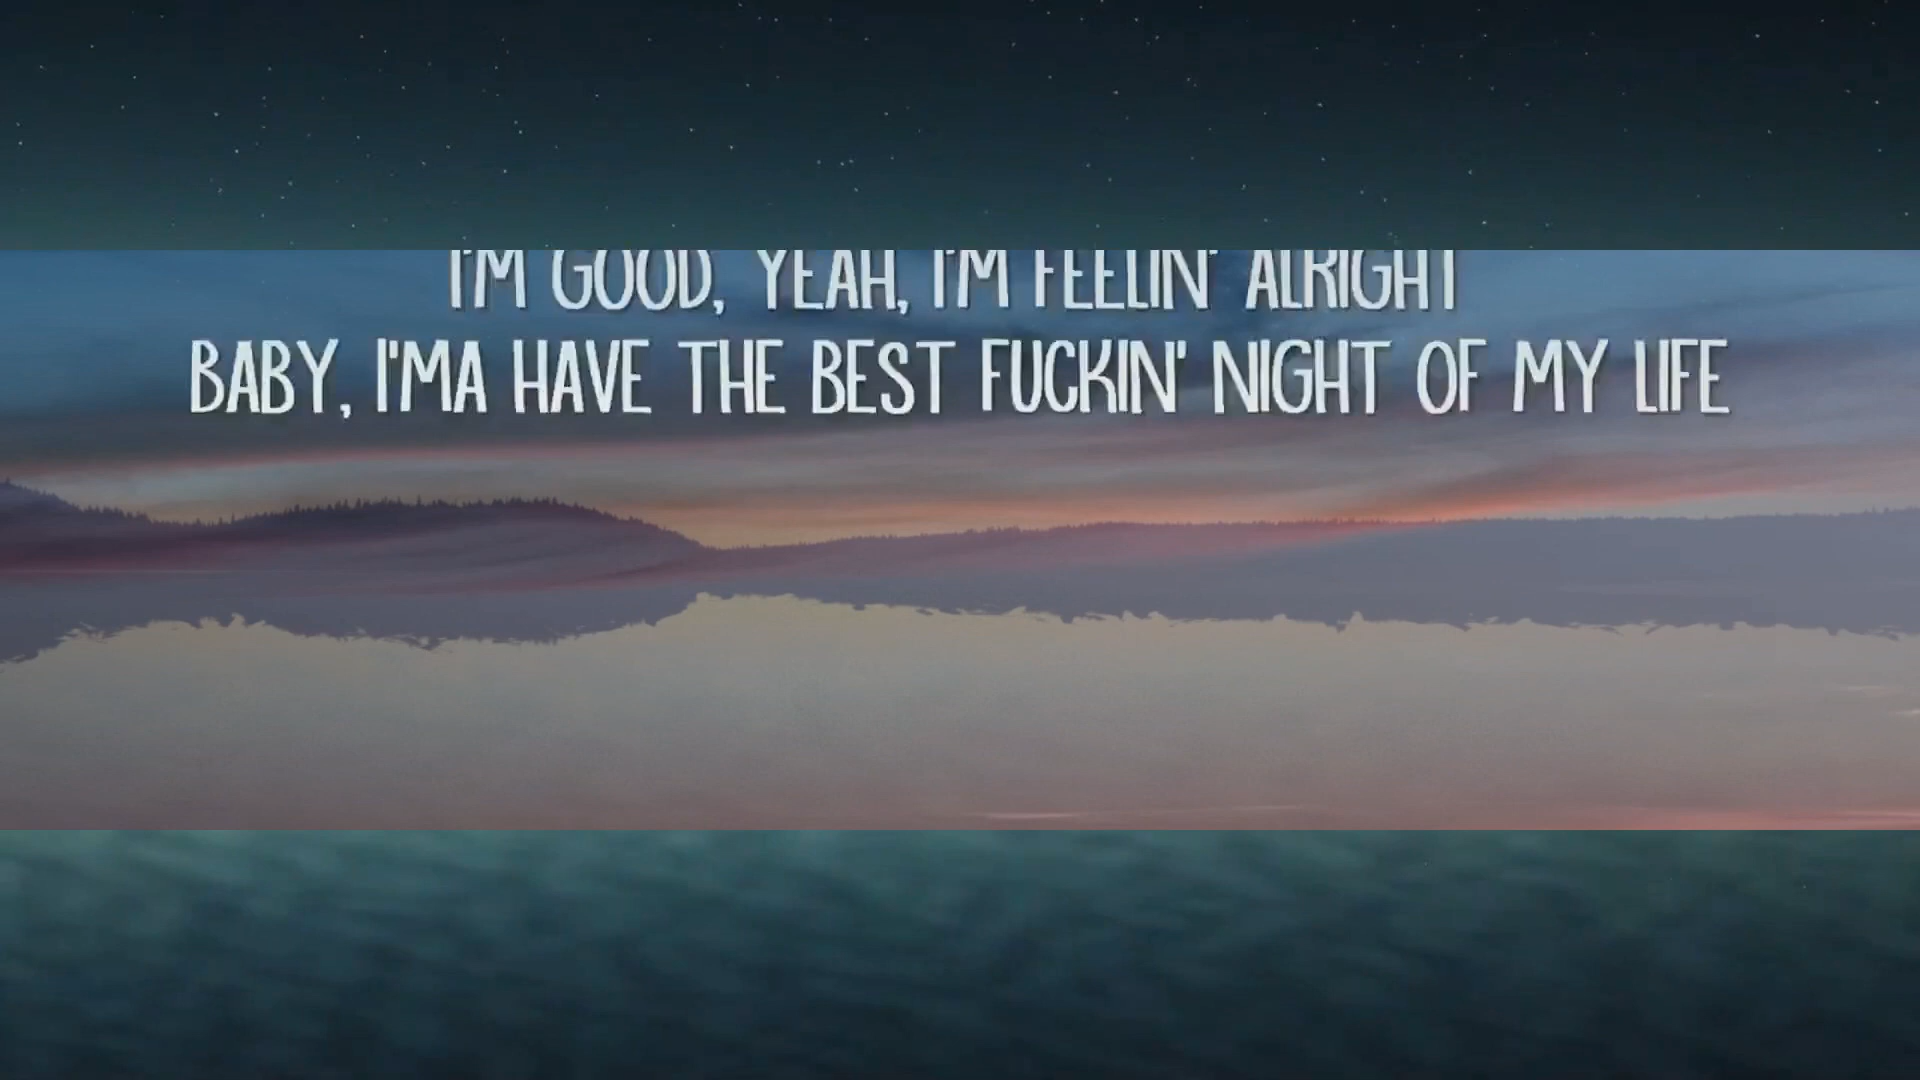 I'M GOOD, YEAH, I'M FEELIN' ALRIGHT
BABY, I'MA HAVE THE BEST FUCKIN' NIGHT OF MY LIFE